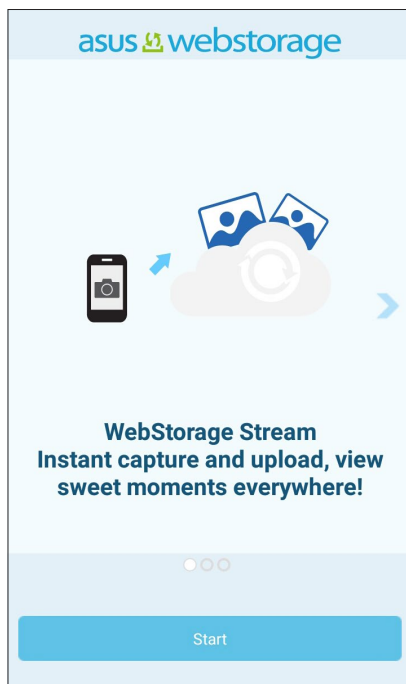 asus webstorage
WebStorage Stream
Instant capture and upload, view
sweet moments everywhere!
Start